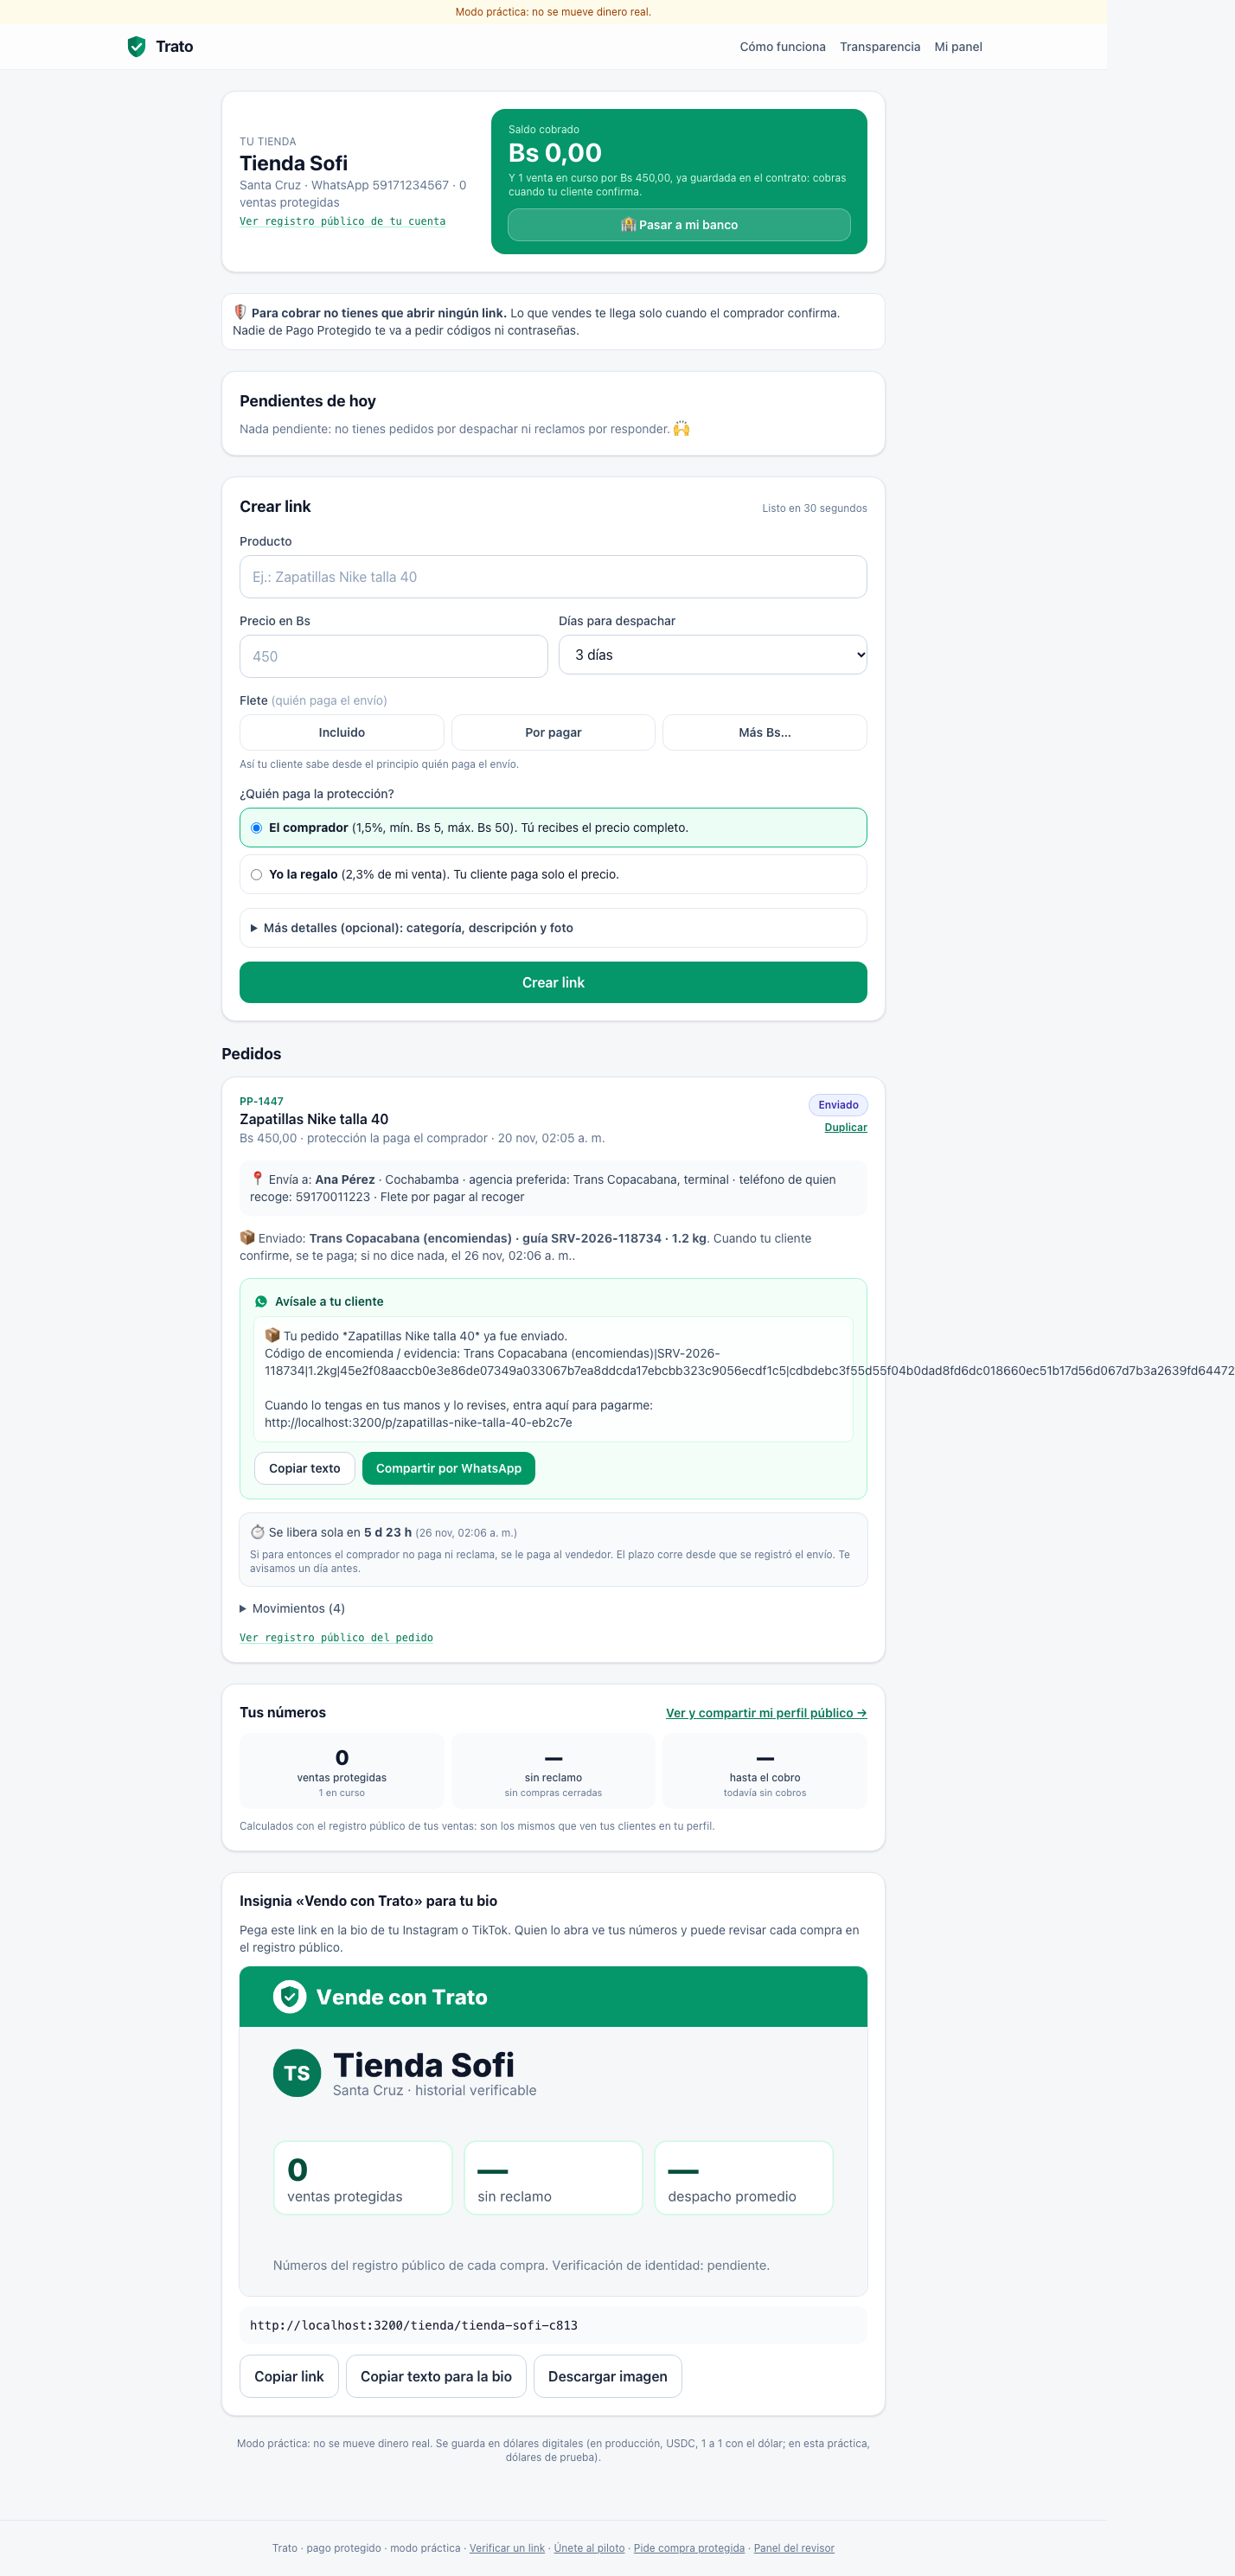 Modo práctica: no se mueve dinero real.
Trato
Cómo funciona Transparencia Mi panel
TU TIENDA
Tienda Sofi
Santa Cruz · WhatsApp 59171234567 · 0
ventas protegidas
Ver registro público de tu cuenta
Saldo cobrado
Bs 0,00
Y 1 venta en curso por Bs 450,00, ya guardada en el contrato: cobras
cuando tu cliente confirma.
🏦 Pasar a mi banco
🛡️ Para cobrar no tienes que abrir ningún link. Lo que vendes te llega solo cuando el comprador confirma.
Nadie de Pago Protegido te va a pedir códigos ni contraseñas.
Pendientes de hoy
Nada pendiente: no tienes pedidos por despachar ni reclamos por responder. 🙌
Crear link
Listo en 30 segundos
Producto
Ej.: Zapatillas Nike talla 40
Precio en Bs
Días para despachar
450
3 días
Flete (quién paga el envío)
Incluido
Por pagar
Más Bs...
Así tu cliente sabe desde el principio quién paga el envío.
¿Quién paga la protección?
El comprador (1,5%, mín. Bs 5, máx. Bs 50). Tú recibes el precio completo.
Yo la regalo (2,3% de mi venta). Tu cliente paga solo el precio.
▶ Más detalles (opcional): categoría, descripción y foto
Crear link
Pedidos
PP-1447
Zapatillas Nike talla 40
Bs 450,00 · protección la paga el comprador · 20 nov, 02:05 a. m.
Enviado
Duplicar
📍 Envía a: Ana Pérez · Cochabamba · agencia preferida: Trans Copacabana, terminal · teléfono de quien
recoge: 59170011223 · Flete por pagar al recoger
📦 Enviado: Trans Copacabana (encomiendas) · guía SRV-2026-118734 · 1.2 kg. Cuando tu cliente
confirme, se te paga; si no dice nada, el 26 nov, 02:06 a. m..
Avísale a tu cliente
📦 Tu pedido *Zapatillas Nike talla 40* ya fue enviado.
Código de encomienda / evidencia: Trans Copacabana (encomiendas)|SRV-2026-
118734|1.2kg|45e2f08aaccb0e3e86de07349a033067b7ea8ddcda17ebcbb323c9056ecdf1c5|cdbdebc3f55d55f04b0dad8fd6dc018660ec51b17d56d067d7b3a2639fd64472
Cuando lo tengas en tus manos y lo revises, entra aquí para pagarme:
http://localhost:3200/p/zapatillas-nike-talla-40-eb2c7e
Copiar texto
Compartir por WhatsApp
⏱️ Se libera sola en 5 d 23 h (26 nov, 02:06 a. m.)
Si para entonces el comprador no paga ni reclama, se le paga al vendedor. El plazo corre desde que se registró el envío. Te
avisamos un día antes.
▶ Movimientos (4)
Ver registro público del pedido
Tus números
Ver y compartir mi perfil público →
0
ventas protegidas
1 en curso
—
sin reclamo
sin compras cerradas
—
hasta el cobro
todavía sin cobros
Calculados con el registro público de tus ventas: son los mismos que ven tus clientes en tu perfil.
Insignia «Vendo con Trato» para tu bio
Pega este link en la bio de tu Instagram o TikTok. Quien lo abra ve tus números y puede revisar cada compra en
el registro público.
Vende con Trato
TS
Tienda Sofi
Santa Cruz · historial verificable
0
ventas protegidas
—
sin reclamo
—
despacho promedio
Números del registro público de cada compra. Verificación de identidad: pendiente.
http://localhost:3200/tienda/tienda-sofi-c813
Copiar link
Copiar texto para la bio
Descargar imagen
Modo práctica: no se mueve dinero real. Se guarda en dólares digitales (en producción, USDC, 1 a 1 con el dólar; en esta práctica,
dólares de prueba).
Trato · pago protegido · modo práctica · Verificar un link · Únete al piloto · Pide compra protegida · Panel del revisor